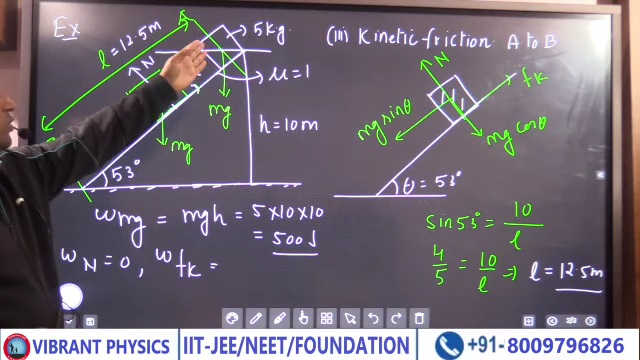 Ex
l = 12.5m
A
5kg
N
μ = 1
mg
mg
h = 10m
53°
Wmg = mgh = 5×10×10
= 500J
WN = 0, Wfk =
(iii) Kinetic friction A to B
N
fk
mg sinθ
mg cosθ
θ = 53°
sin 53° = 10/l
4/5 = 10/l ⇒ l = 12.5m
VIBRANT PHYSICS
IIT-JEE/NEET/FOUNDATION
+91-8009796826